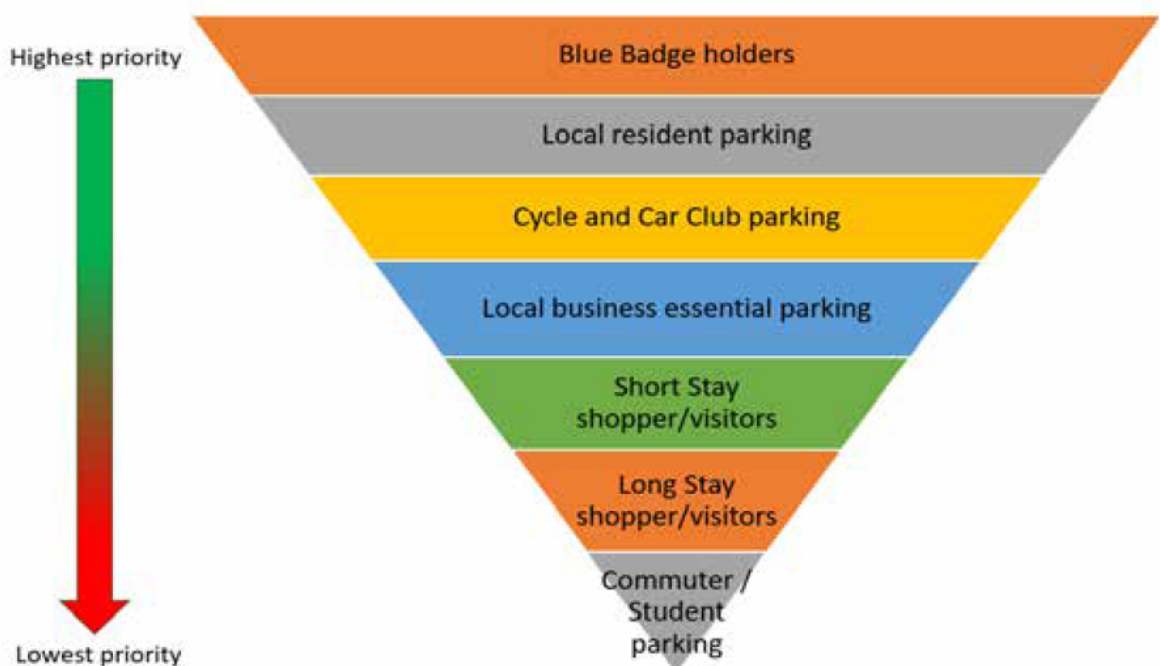 Highest priority
Blue Badge holders
Local resident parking
Cycle and Car Club parking
Local business essential parking
Short Stay
shopper/visitors
Long Stay
shopper/visitors
Commuter /
Student
parking
Lowest priority